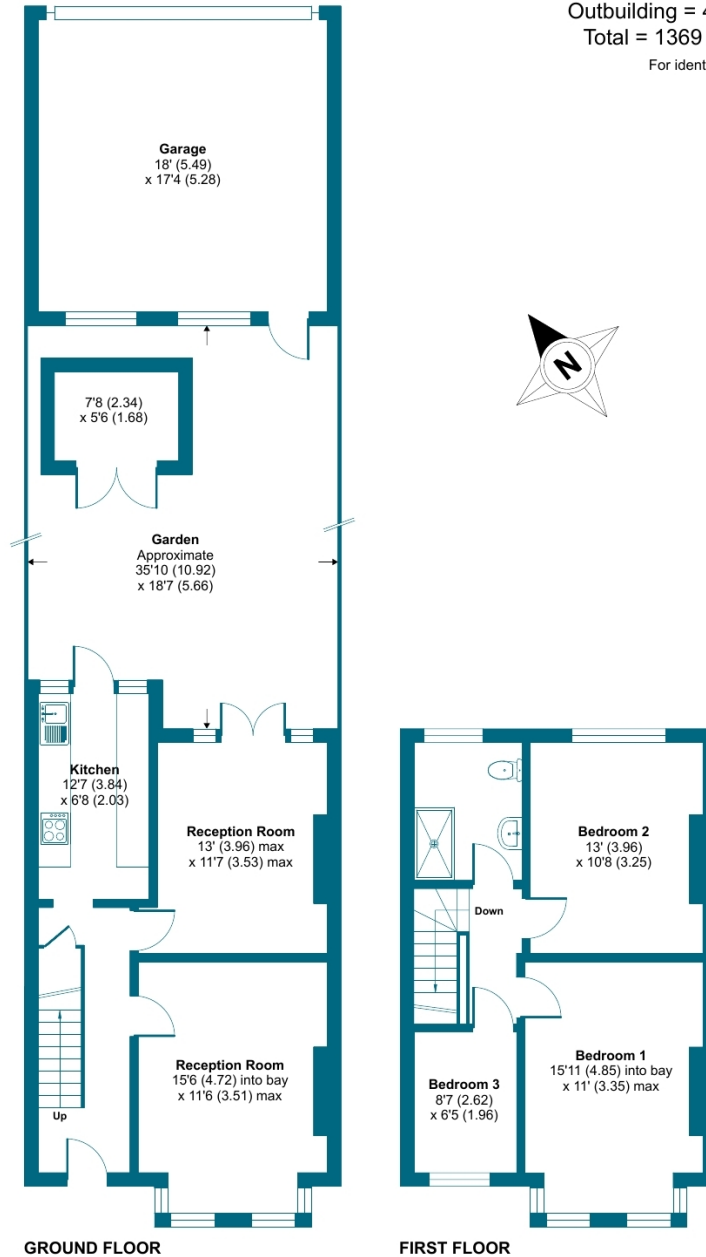 Outbuilding = 4
Total = 1369
For ident
Garage
18' (5.49)
x 17'4 (5.28)
N
7'8 (2.34)
x 5'6 (1.68)
Garden
Approximate
35'10 (10.92)
x 18'7 (5.66)
Kitchen
12'7 (3.84)
x 6'8 (2.03)
Reception Room
13' (3.96) max
x 11'7 (3.53) max
Bedroom 2
13' (3.96)
x 10'8 (3.25)
Down
Reception Room
15'6 (4.72) into bay
x 11'6 (3.51) max
Up
Bedroom 1
15'11 (4.85) into bay
x 11' (3.35) max
Bedroom 3
8'7 (2.62)
x 6'5 (1.96)
GROUND FLOOR
FIRST FLOOR